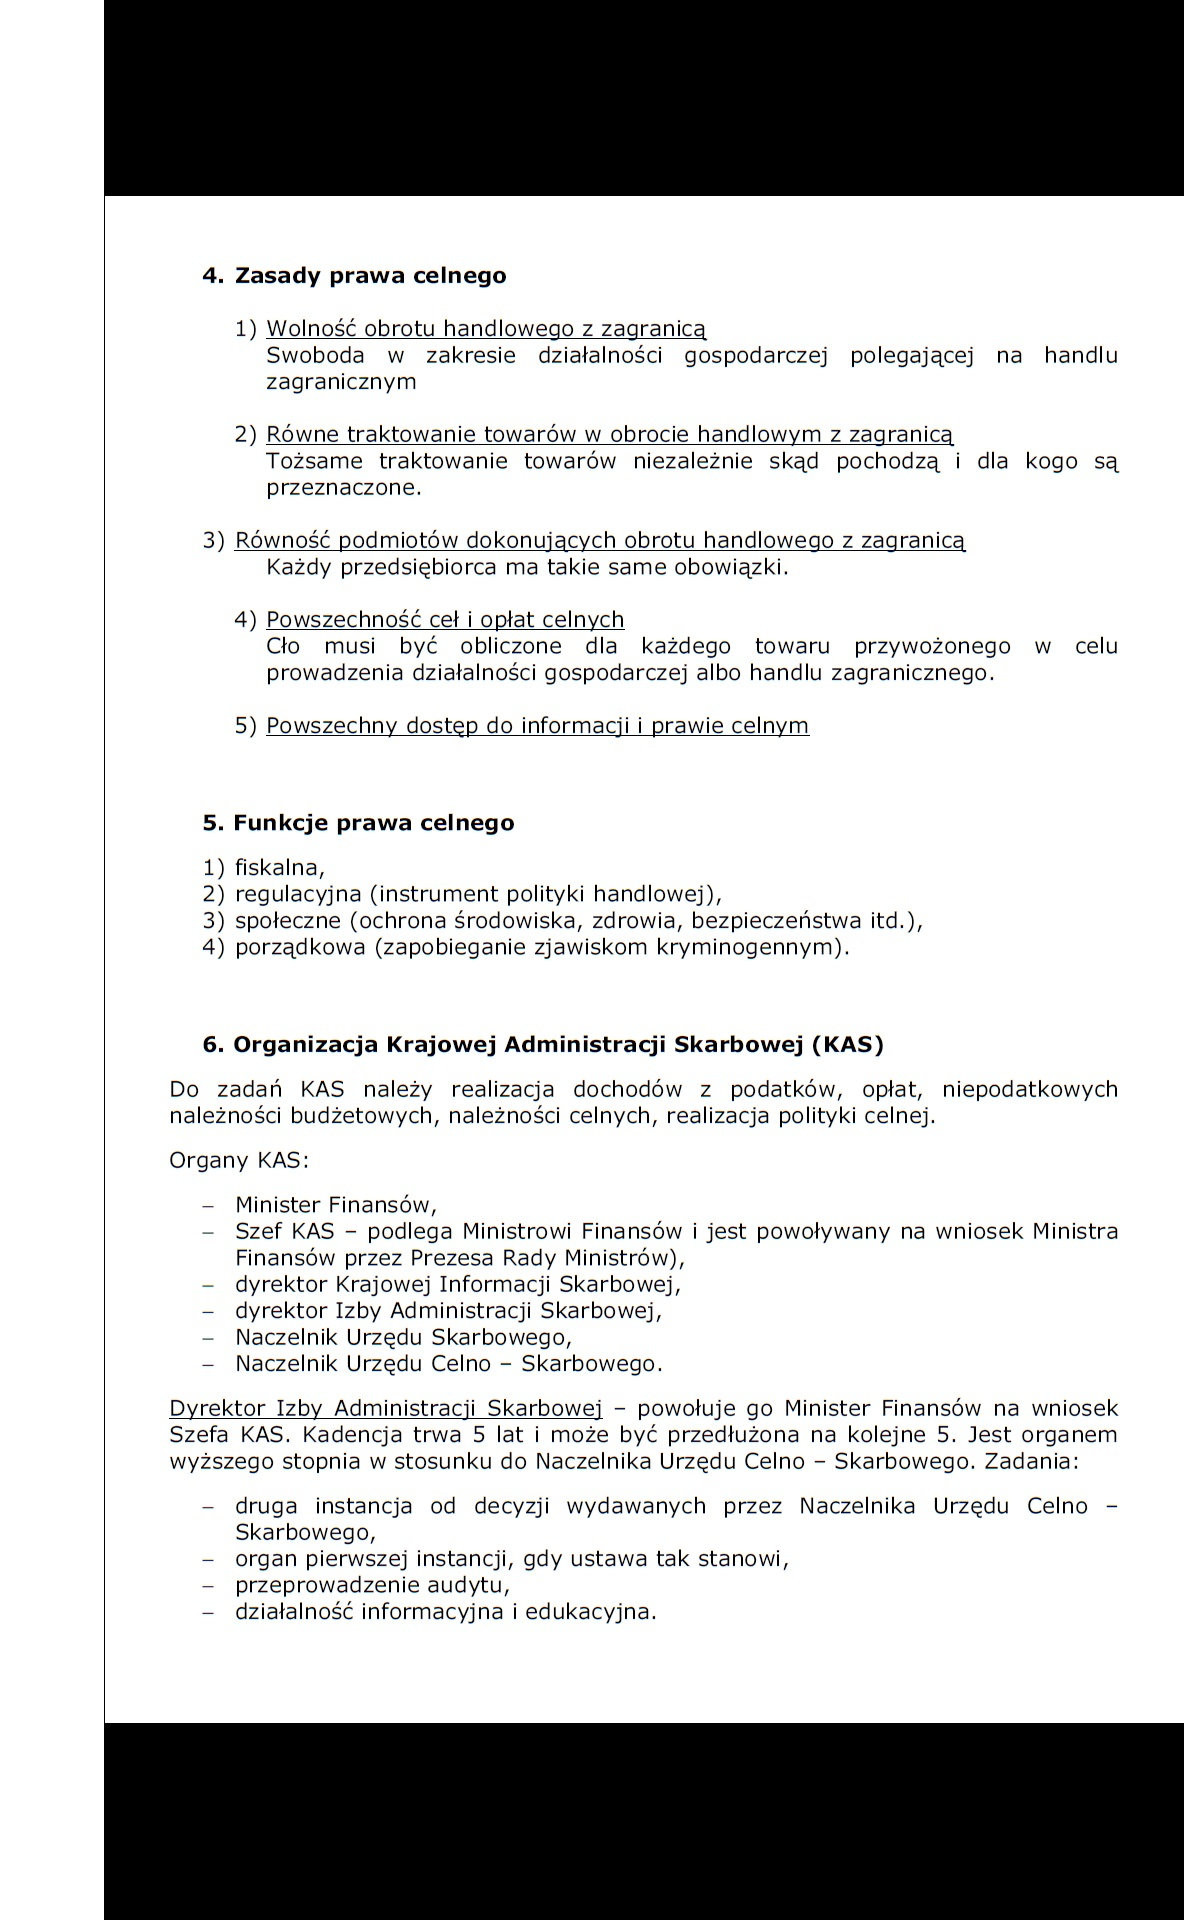 4. Zasady prawa celnego
1) Wolność obrotu handlowego z zagranicą
Swoboda w zakresie działalności gospodarczej polegającej na handlu
zagranicznym
2) Równe traktowanie towarów w obrocie handlowym z zagranicą
Tożsame traktowanie towarów niezależnie skąd pochodzą i dla kogo są
przeznaczone.
3) Równość podmiotów dokonujących obrotu handlowego z zagranicą
Każdy przedsiębiorca ma takie same obowiązki.
4) Powszechność ceł i opłat celnych
Cło musi być obliczone dla każdego towaru przywożonego w celu
prowadzenia działalności gospodarczej albo handlu zagranicznego.
5) Powszechny dostęp do informacji i prawie celnym
5. Funkcje prawa celnego
1) fiskalna,
2) regulacyjna (instrument polityki handlowej),
3) społeczne (ochrona środowiska, zdrowia, bezpieczeństwa itd.),
4) porządkowa (zapobieganie zjawiskom kryminogennym).
6. Organizacja Krajowej Administracji Skarbowej (KAS)
Do zadań KAS należy realizacja dochodów z podatków, opłat, niepodatkowych
należności budżetowych, należności celnych, realizacja polityki celnej.
Organy KAS:
– Minister Finansów,
– Szef KAS – podlega Ministrowi Finansów i jest powoływany na wniosek Ministra
Finansów przez Prezesa Rady Ministrów),
– dyrektor Krajowej Informacji Skarbowej,
– dyrektor Izby Administracji Skarbowej,
– Naczelnik Urzędu Skarbowego,
– Naczelnik Urzędu Celno – Skarbowego.
Dyrektor Izby Administracji Skarbowej – powołuje go Minister Finansów na wniosek
Szefa KAS. Kadencja trwa 5 lat i może być przedłużona na kolejne 5. Jest organem
wyższego stopnia w stosunku do Naczelnika Urzędu Celno – Skarbowego. Zadania:
– druga instancja od decyzji wydawanych przez Naczelnika Urzędu Celno –
Skarbowego,
– organ pierwszej instancji, gdy ustawa tak stanowi,
– przeprowadzenie audytu,
– działalność informacyjna i edukacyjna.